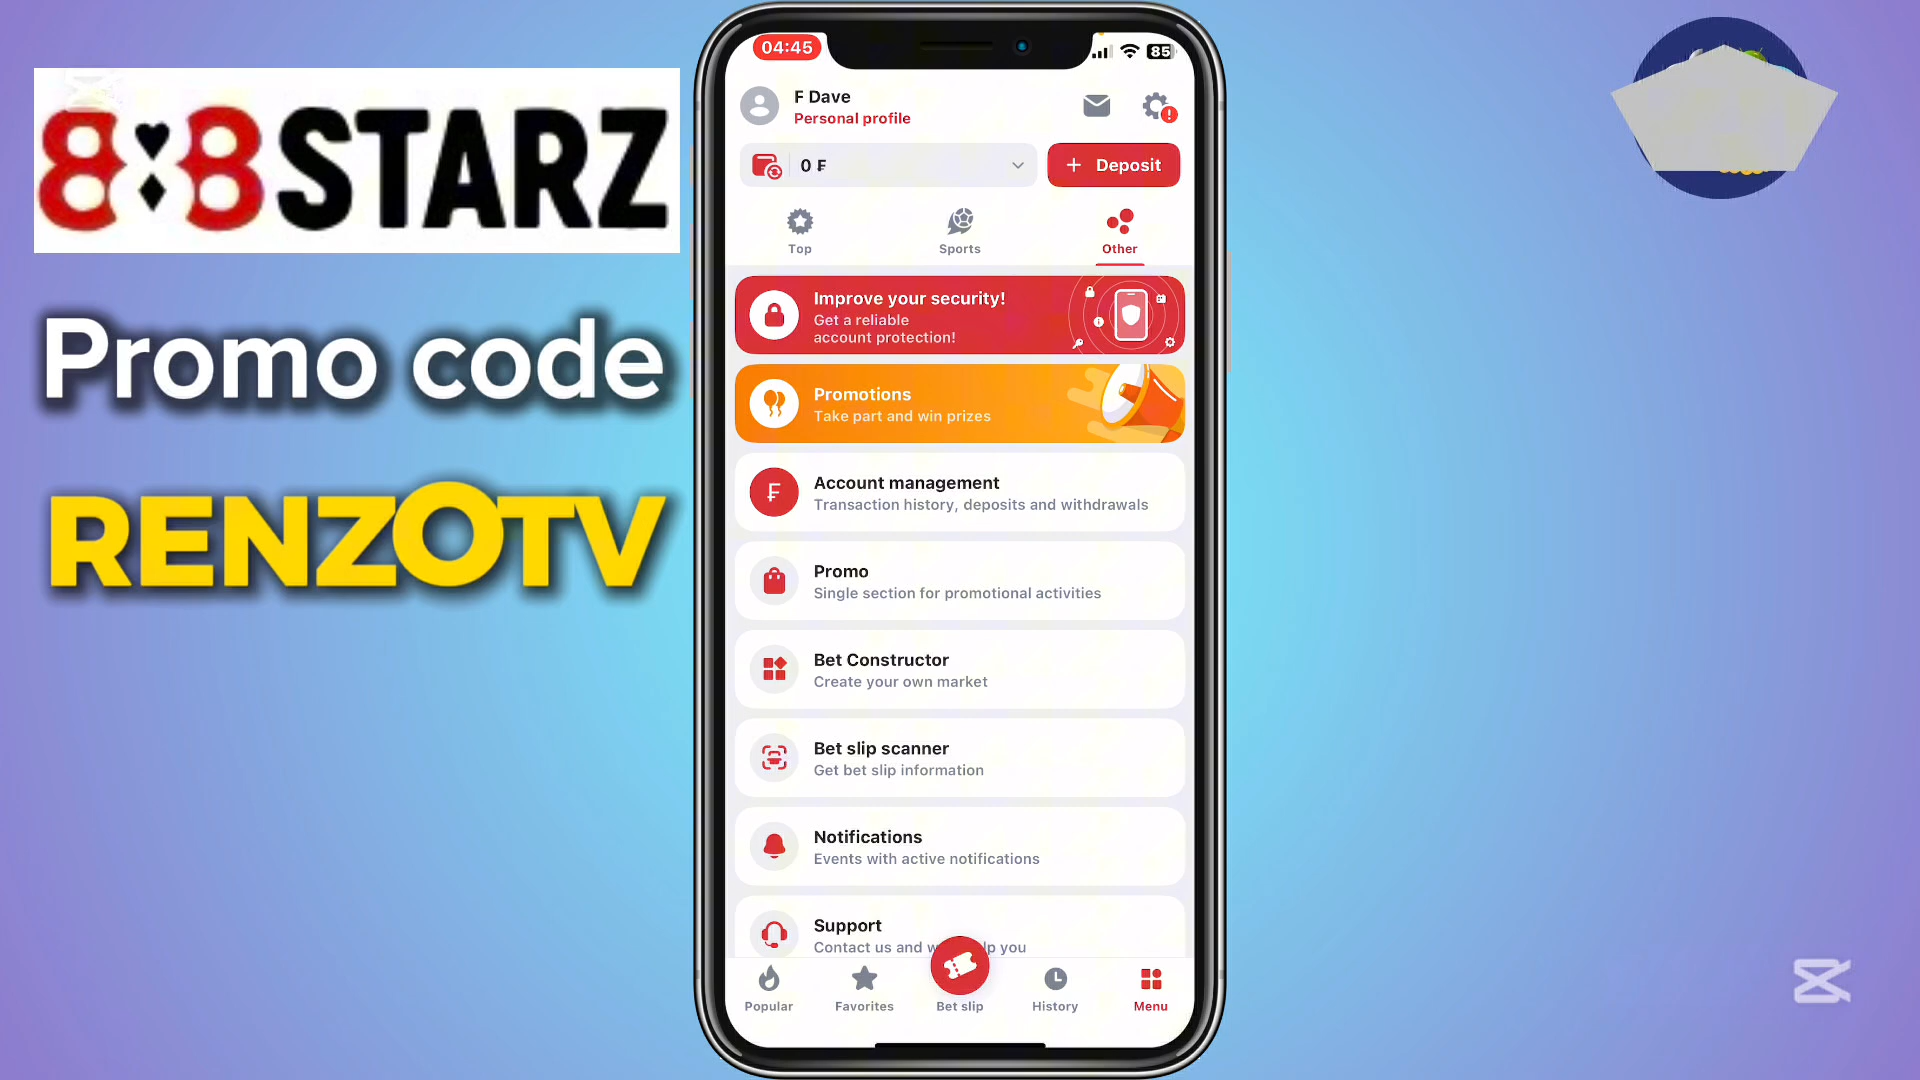 888STARZ
Promo code
RENZOTV
04:45
85
F Dave
Personal profile
0 ₣
+ Deposit
Top
Sports
Other
Improve your security!
Get a reliable
account protection!
Promotions
Take part and win prizes
₣
Account management
Transaction history, deposits and withdrawals
Promo
Single section for promotional activities
Bet Constructor
Create your own market
Bet slip scanner
Get bet slip information
Notifications
Events with active notifications
Support
Contact us and w lp you
Popular
Favorites
Bet slip
History
Menu